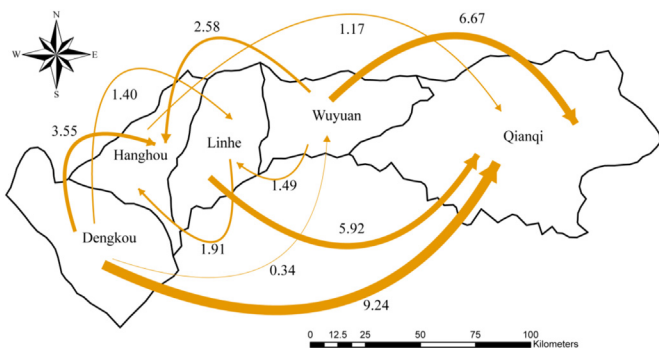 N
W E
S
2.58
1.17
6.67
1.40
3.55
Wuyuan
Linhe
Qianqi
Hanghou
1.49
Dengkou
1.91
5.92
0.34
9.24
0 12.5 25 50 75 100
Kilometers